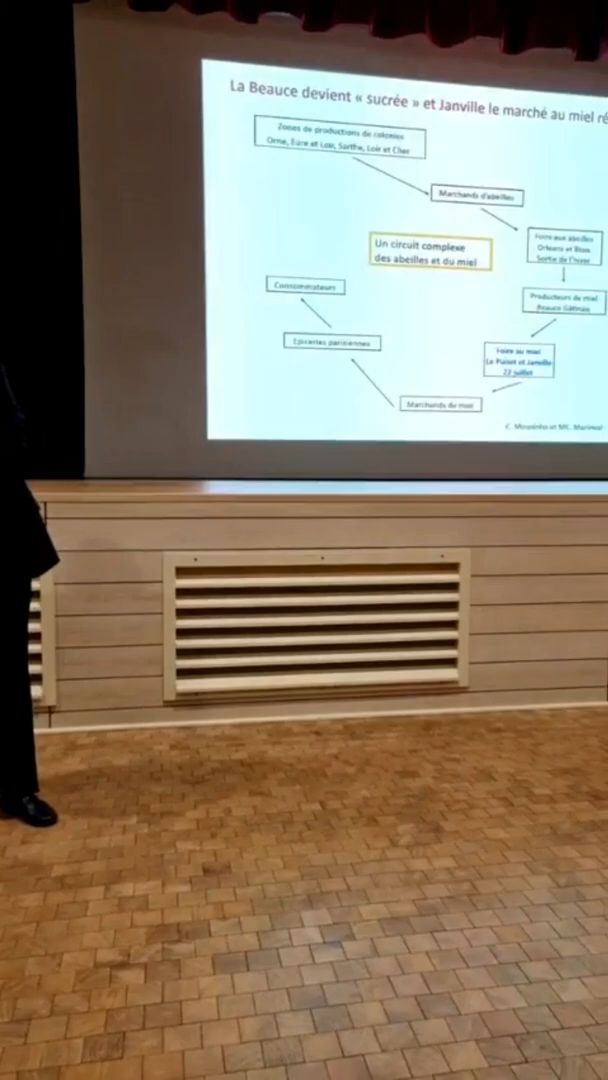 La Beauce devient « sucrée » et Janville le marché au miel ré
Zones de productions de colonies
Orne, Eure et Loir, Sarthe, Loir et Cher
Marchands d'abeilles
Foire aux abeilles
Orléans et Blois
Sortie de l'hiver
Un circuit complexe
des abeilles et du miel
Producteurs de miel
Beauce Gâtinais
Consommateurs
Epiceries parisiennes
Foire au miel
Le Puiset et Janville
22 juillet
Marchands de miel
C. et MC.